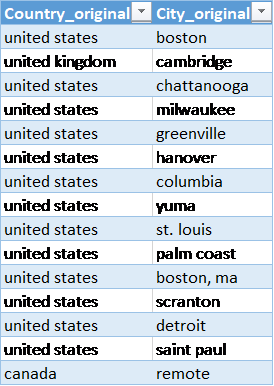 Country_original City_original
united states boston
united kingdom cambridge
united states chattanooga
united states milwaukee
united states greenville
united states hanover
united states columbia
united states yuma
united states st. louis
united states palm coast
united states boston, ma
united states scranton
united states detroit
united states saint paul
canada remote